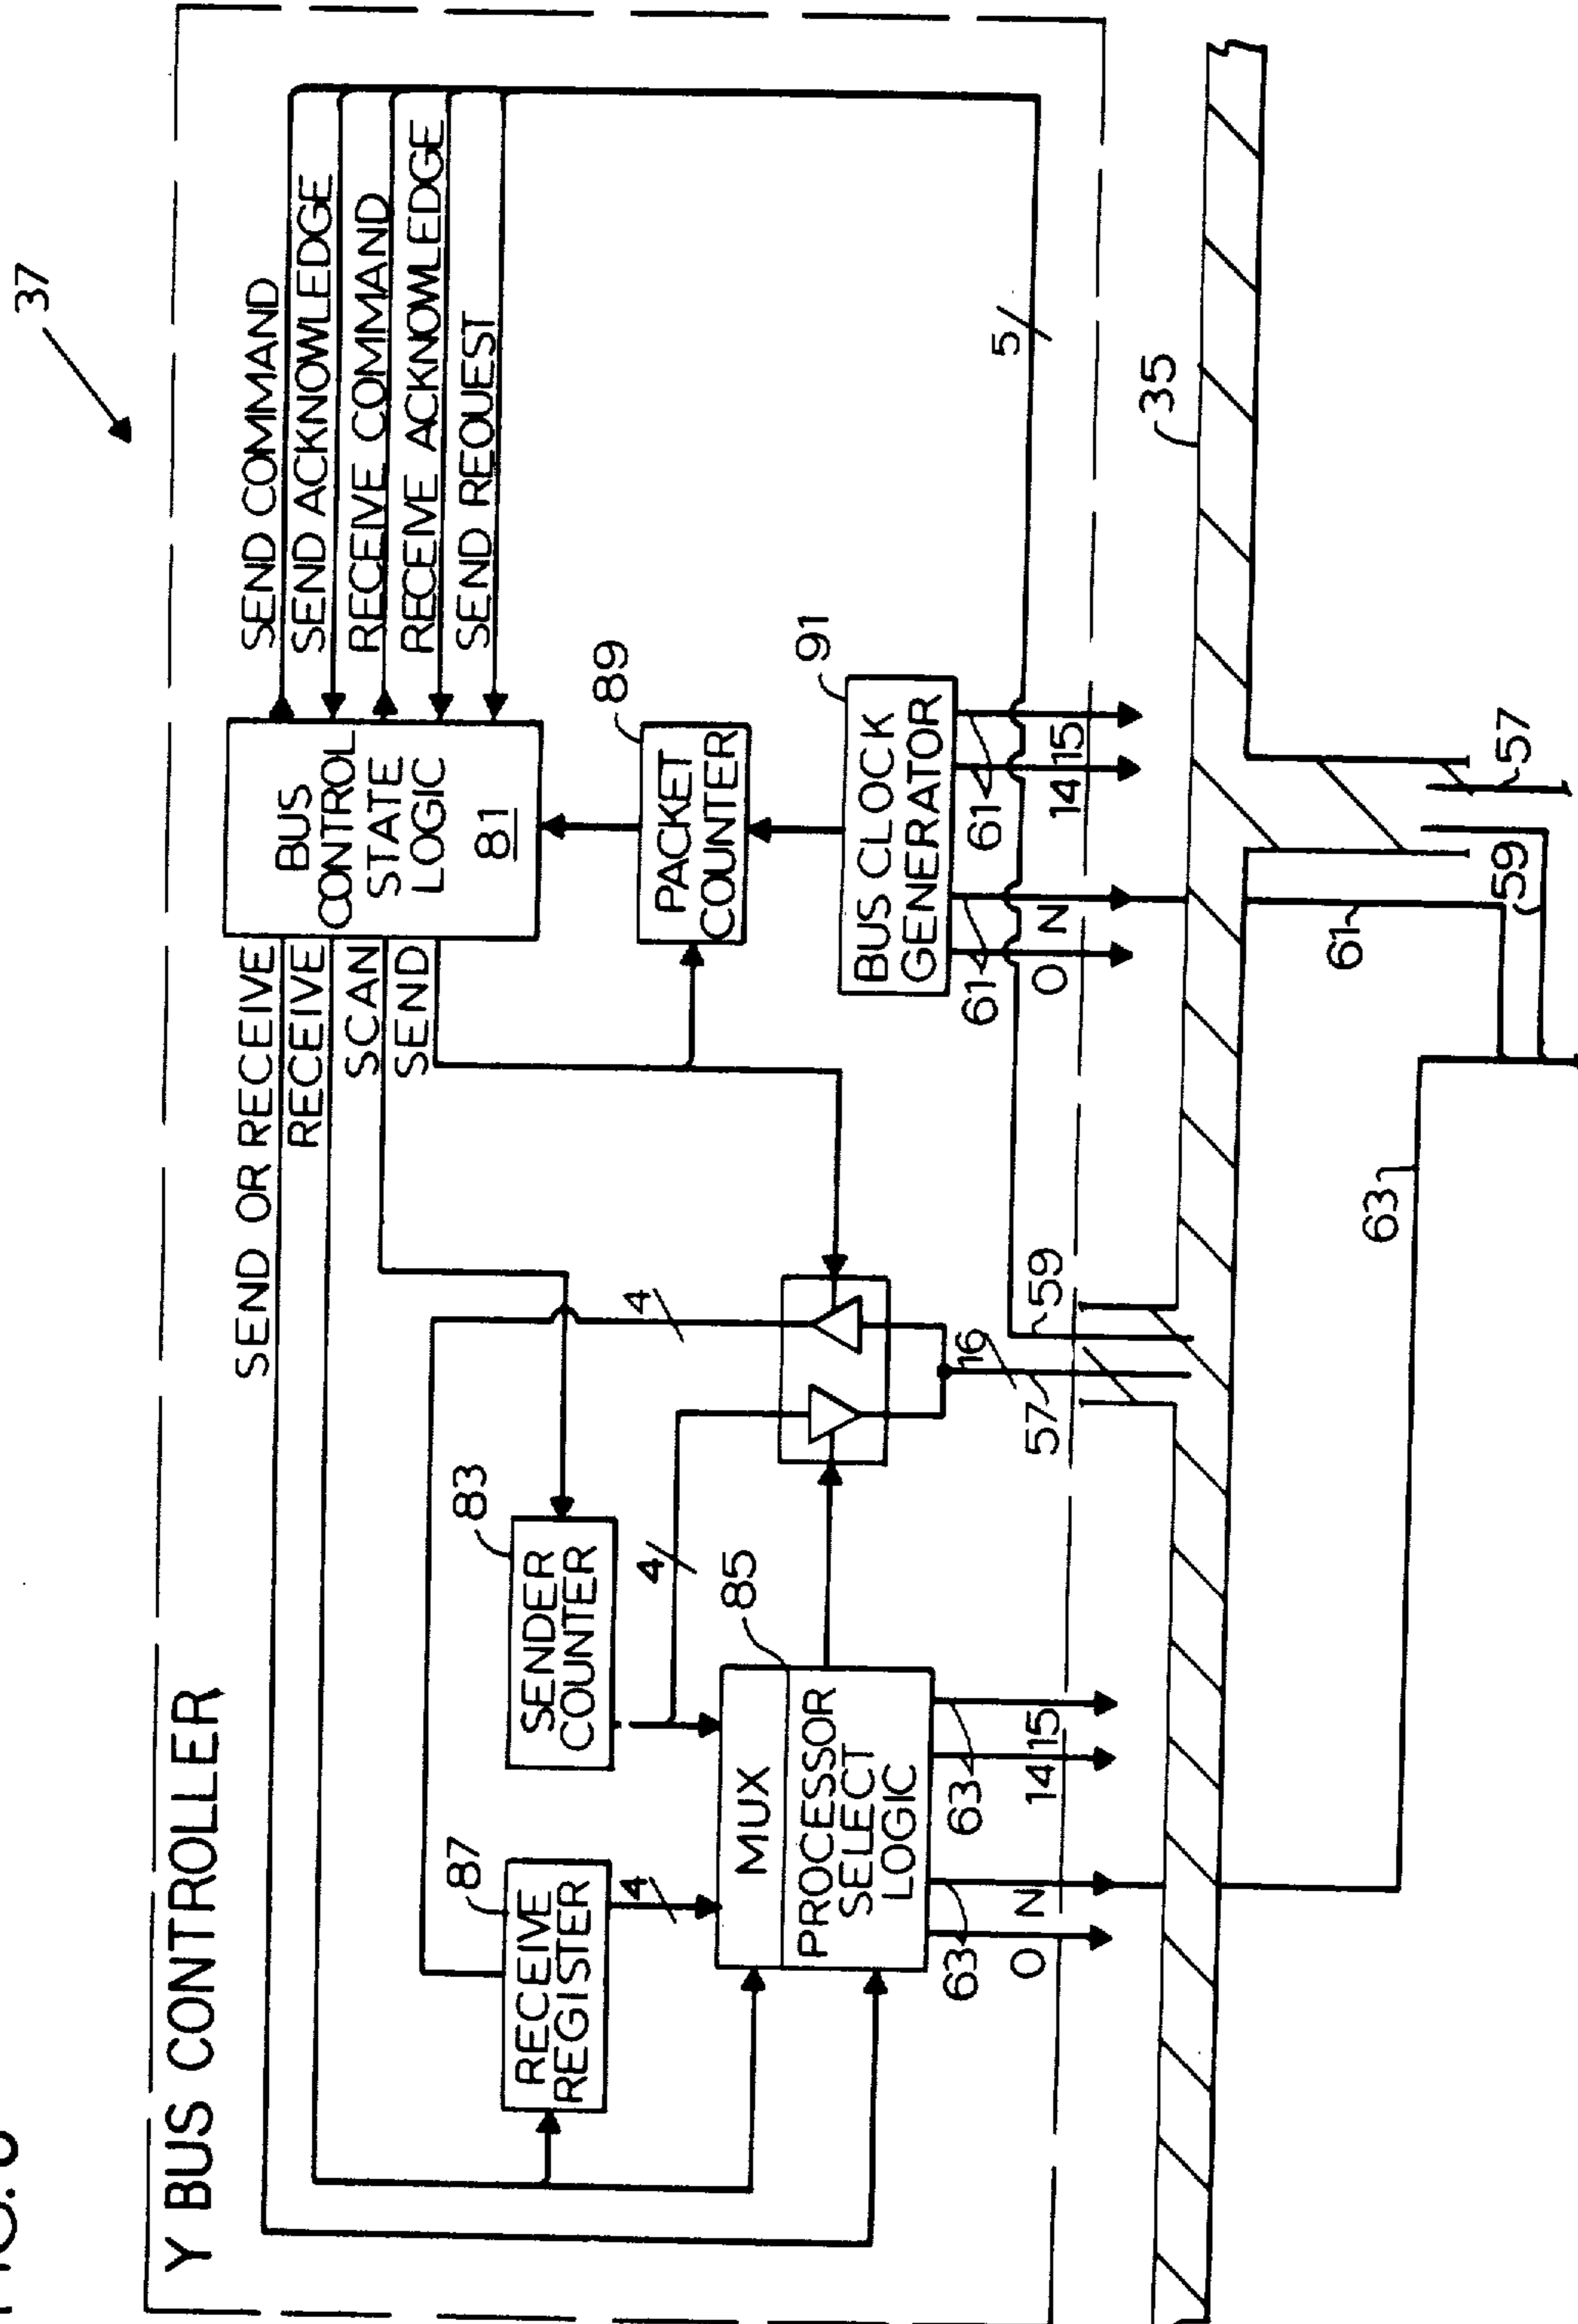 37
Y BUS CONTROLLER
SEND OR RECEIVE
RECEIVE
SCAN
SEND
BUS
CONTROL
STATE
LOGIC
81
SEND COMMAND
SEND ACKNOWLEDGE
RECEIVE COMMAND
RECEIVE ACKNOWLEDGE
SEND REQUEST
87
RECEIVE
REGISTER
4
83
SENDER
COUNTER
4
4
89
PACKET
COUNTER
MUX
85
PROCESSOR
SELECT
LOGIC
91
BUS CLOCK
GENERATOR
5
63
63
0
N
14
15
16
57
59
61
61
0
N
14
15
35
63
61
59
57